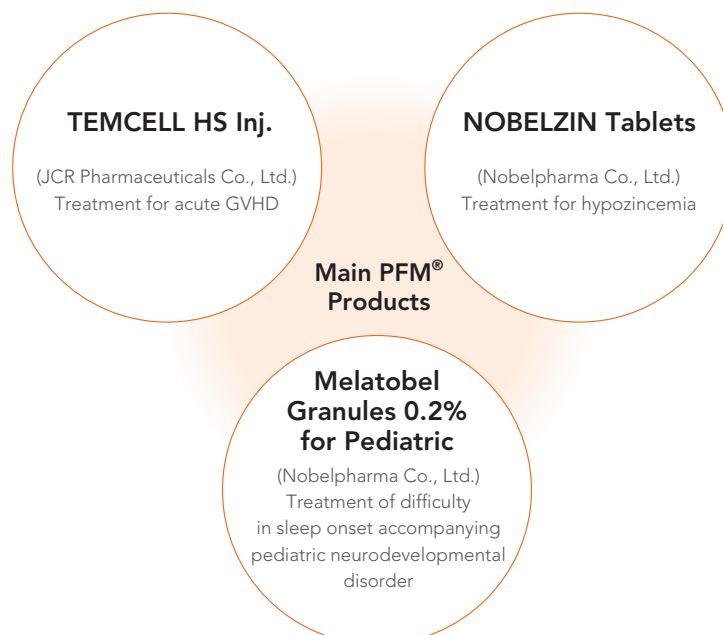 TEMCELL HS Inj.
(JCR Pharmaceuticals Co., Ltd.)
Treatment for acute GVHD
NOBELZIN Tablets
(Nobelpharma Co., Ltd.)
Treatment for hypozincemia
Main PFM®
Products
Melatobel
Granules 0.2%
for Pediatric
(Nobelpharma Co., Ltd.)
Treatment of difficulty
in sleep onset accompanying
pediatric neurodevelopmental
disorder